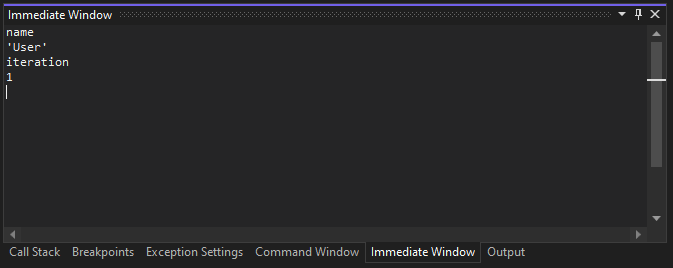 Immediate Window
name
'User'
iteration
1
Call Stack Breakpoints Exception Settings Command Window Immediate Window Output